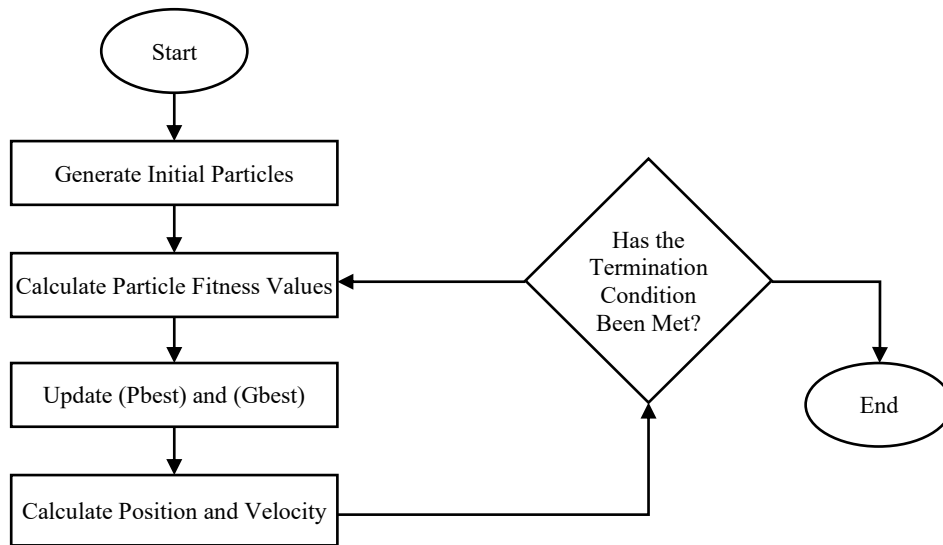 Start
Generate Initial Particles
Calculate Particle Fitness Values
Update (Pbest) and (Gbest)
Calculate Position and Velocity
Has the
Termination
Condition
Been Met?
End